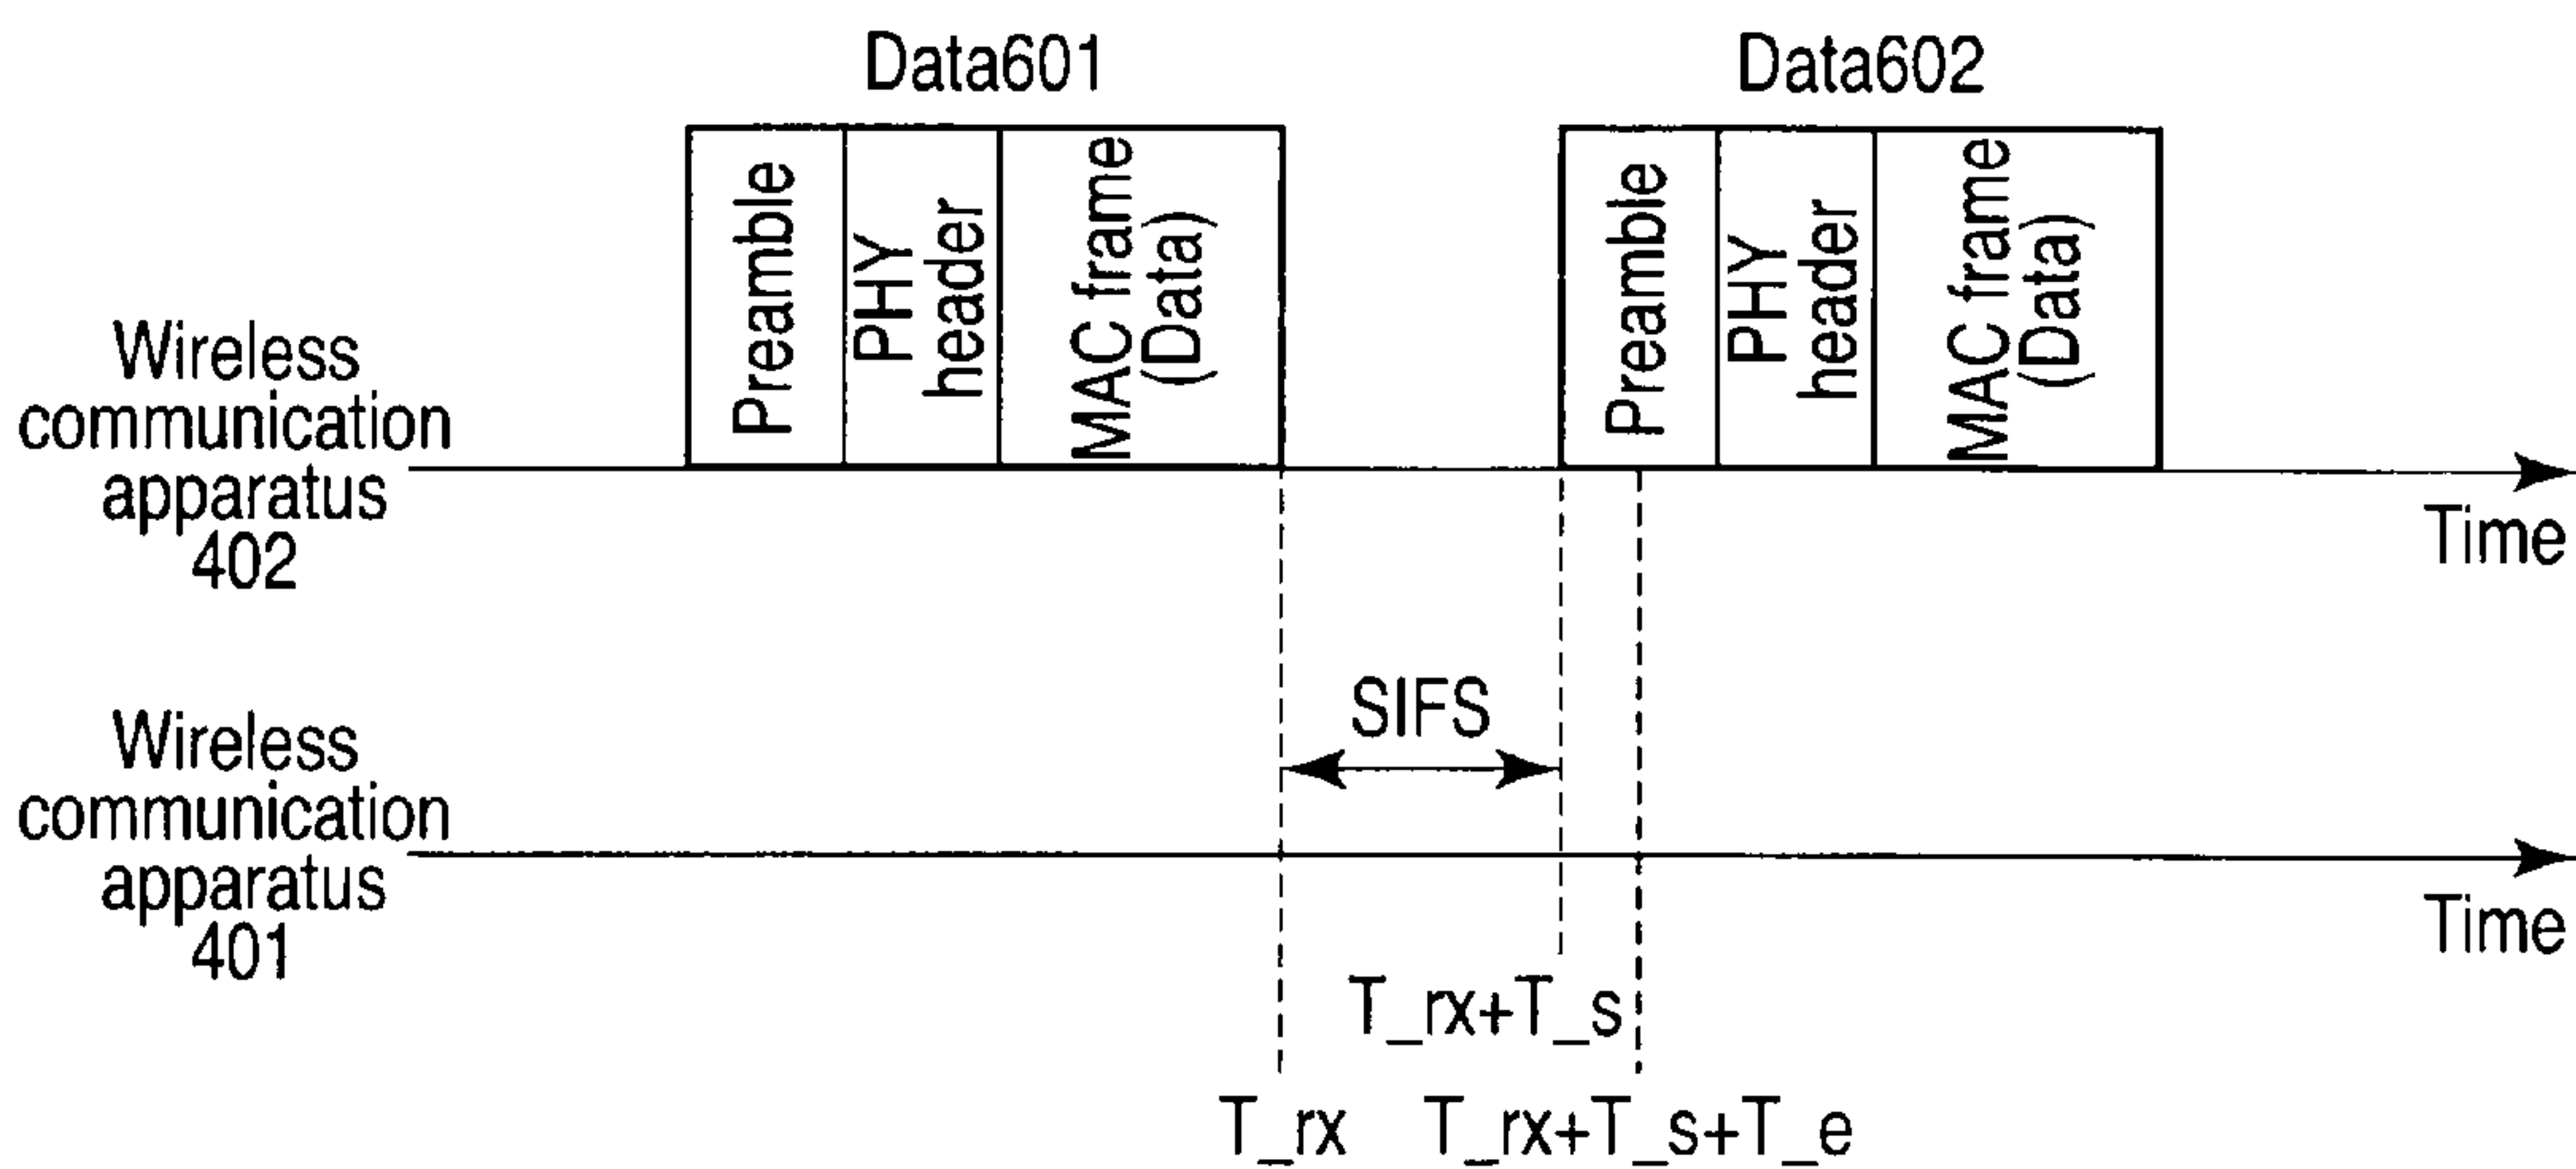 Data601
Data602
Preamble
PHY
header
MAC frame
(Data)
Preamble
PHY
header
MAC frame
(Data)
Wireless
communication
apparatus
402
Time
SIFS
Wireless
communication
apparatus
401
Time
T_rx+T_s
T_rx
T_rx+T_s+T_e